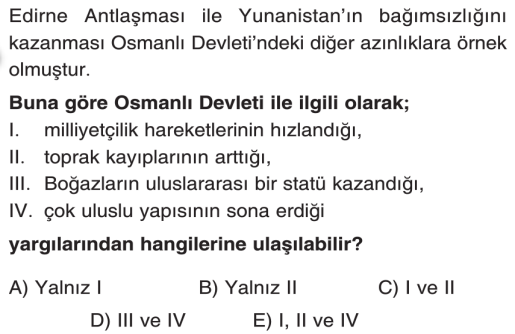 Edirne Antlaşması ile Yunanistan’ın bağımsızlığını
kazanması Osmanlı Devleti’ndeki diğer azınlıklara örnek
olmuştur.
Buna göre Osmanlı Devleti ile ilgili olarak;
I. milliyetçilik hareketlerinin hızlandığı,
II. toprak kayıplarının arttığı,
III. Boğazların uluslararası bir statü kazandığı,
IV. çok uluslu yapısının sona erdiği
yargılarından hangilerine ulaşılabilir?
A) Yalnız I B) Yalnız II C) I ve II
D) III ve IV E) I, II ve IV